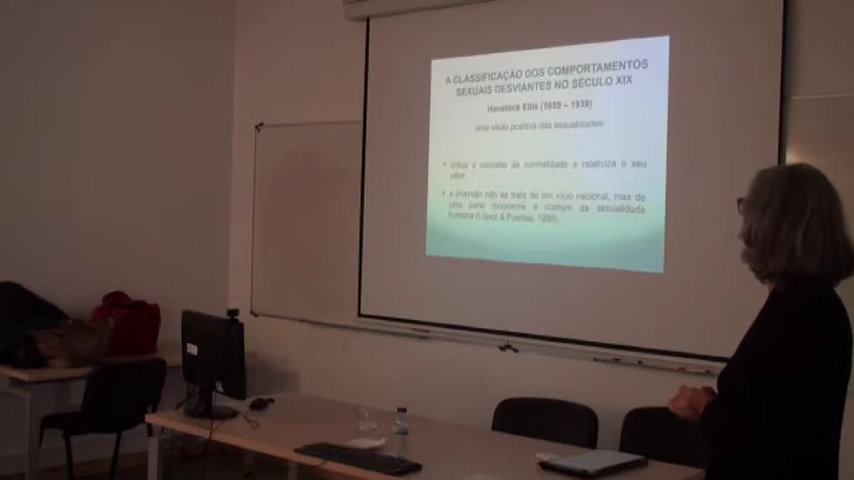 A CLASSIFICAÇÃO DOS COMPORTAMENTOS
SEXUAIS DESVIANTES NO SÉCULO XIX
Havelock Ellis (1859 – 1939)
uma visão positiva das sexualidades:
• critica o conceito de normalidade e relativiza o seu
valor;
• a inversão não se trata de um vício nacional, mas de
uma parte recorrente e comum da sexualidade
humana (López & Fuertes, 1989).